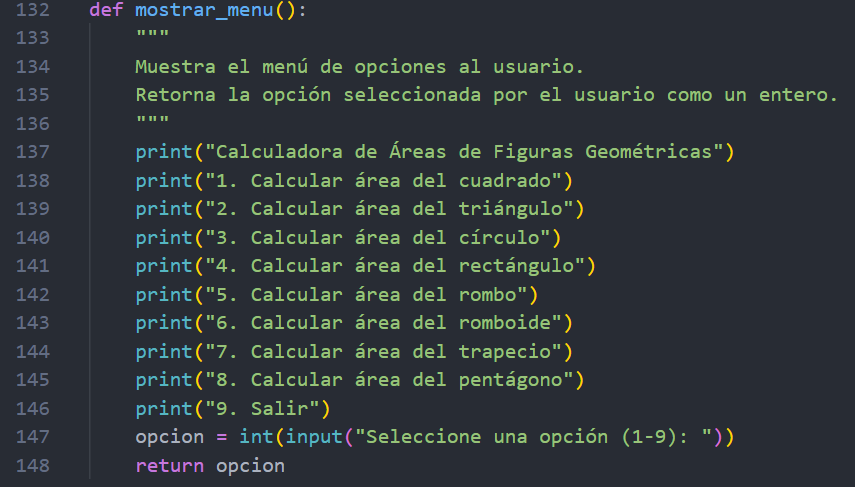 132 def mostrar_menu():
133 """
134 Muestra el menú de opciones al usuario.
135 Retorna la opción seleccionada por el usuario como un entero.
136 """
137 print("Calculadora de Áreas de Figuras Geométricas")
138 print("1. Calcular área del cuadrado")
139 print("2. Calcular área del triángulo")
140 print("3. Calcular área del círculo")
141 print("4. Calcular área del rectángulo")
142 print("5. Calcular área del rombo")
143 print("6. Calcular área del romboide")
144 print("7. Calcular área del trapecio")
145 print("8. Calcular área del pentágono")
146 print("9. Salir")
147 opcion = int(input("Seleccione una opción (1-9): "))
148 return opcion